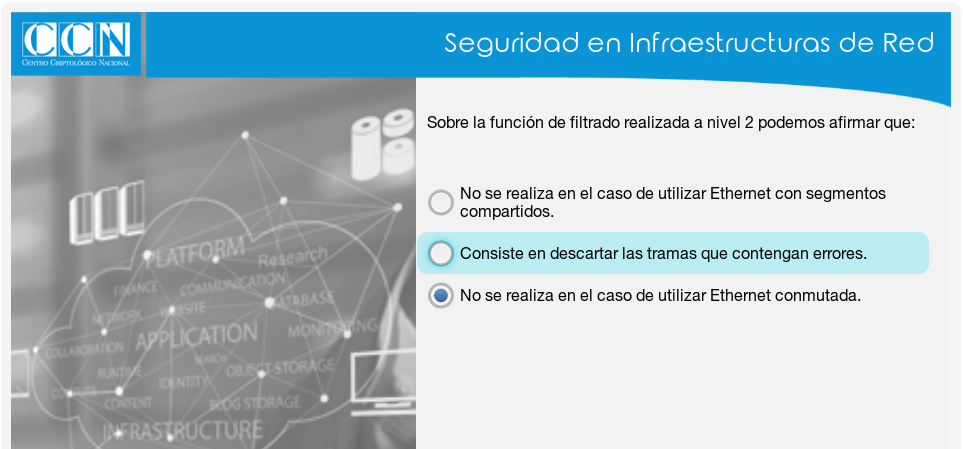 CCN
CENTRO CRIPTOLÓGICO NACIONAL
Seguridad en Infraestructuras de Red
Sobre la función de filtrado realizada a nivel 2 podemos afirmar que:
No se realiza en el caso de utilizar Ethernet con segmentos
compartidos.
Consiste en descartar las tramas que contengan errores.
No se realiza en el caso de utilizar Ethernet conmutada.
PLATFORM
Research
FINANCE
COMMUNICATION
DATABASE
NETWORK
WEBSITE
APPLICATION
MONITORING
COLLABORATION
SEARCH
RUNTIME
OBJECT STORAGE
IDENTITY
COMPUTE
CONTENT
BLOG STORAGE
INFRASTRUCTURE